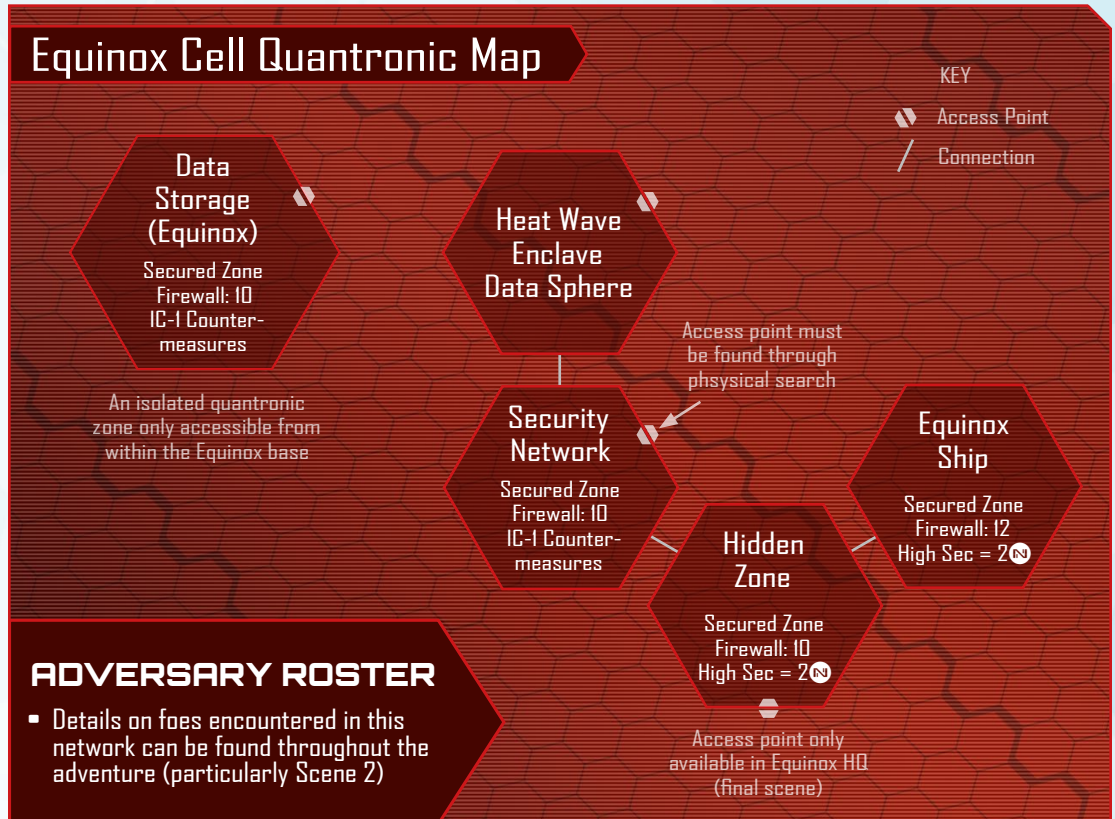 Equinox Cell Quantronic Map
KEY
Access Point
Connection
Data
Storage
(Equinox)
Secured Zone
Firewall: 10
IC-1 Counter-
measures
An isolated quantronic
zone only accessible from
within the Equinox base
Heat Wave
Enclave
Data Sphere
Access point must
be found through
phsysical search
Security
Network
Secured Zone
Firewall: 10
IC-1 Counter-
measures
Equinox
Ship
Secured Zone
Firewall: 12
High Sec = 2 N
Hidden
Zone
Secured Zone
Firewall: 10
High Sec = 2 N
Access point only
available in Equinox HQ
(final scene)
ADVERSARY ROSTER
▪ Details on foes encountered in this
network can be found throughout the
adventure (particularly Scene 2)